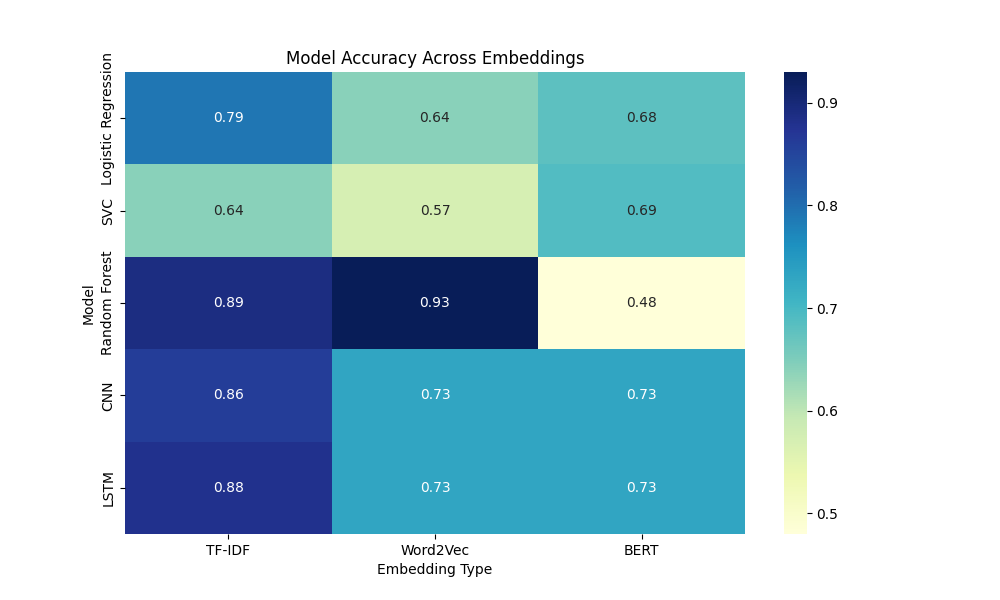 Model Accuracy Across Embeddings
Model
Logistic Regression
0.79
0.64
0.68
SVC
0.64
0.57
0.69
Random Forest
0.89
0.93
0.48
CNN
0.86
0.73
0.73
LSTM
0.88
0.73
0.73
TF-IDF
Word2Vec
BERT
Embedding Type
0.9
0.8
0.7
0.6
0.5